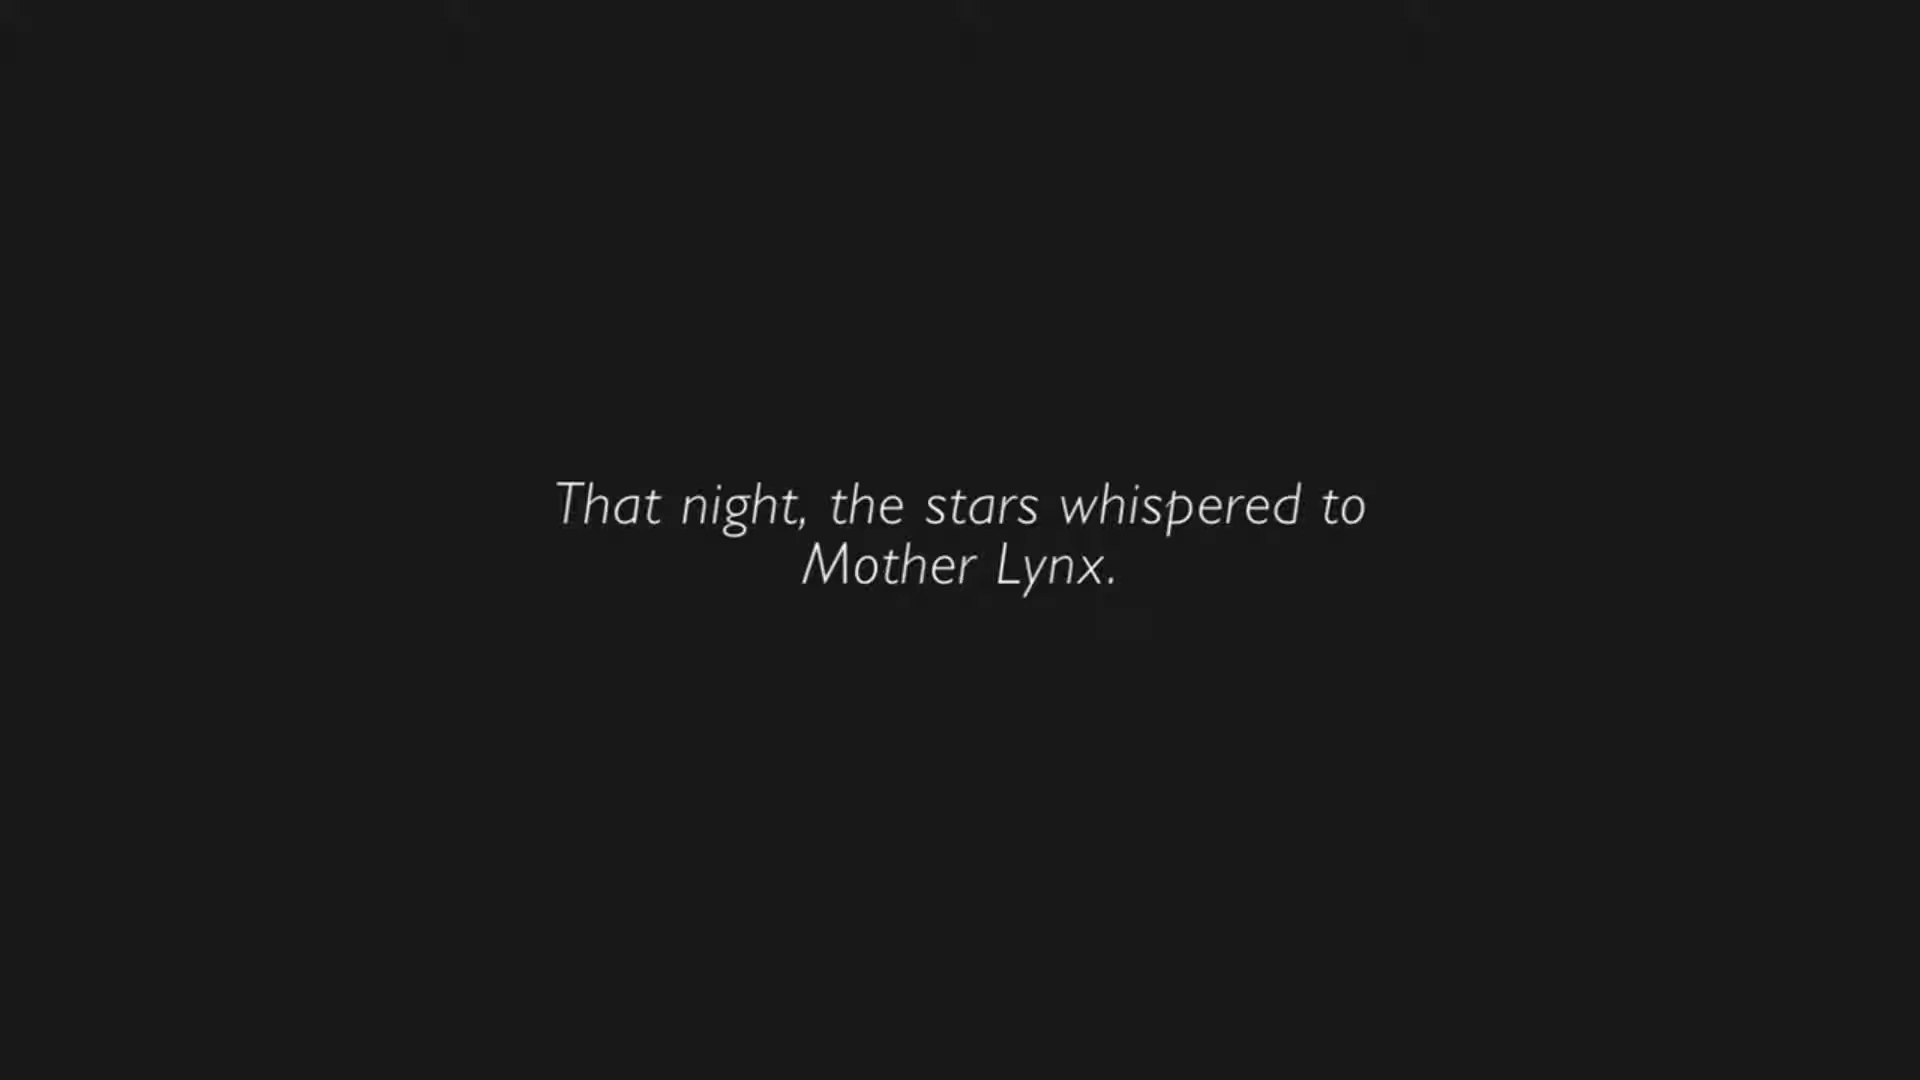 That night, the stars whispered to
Mother Lynx.